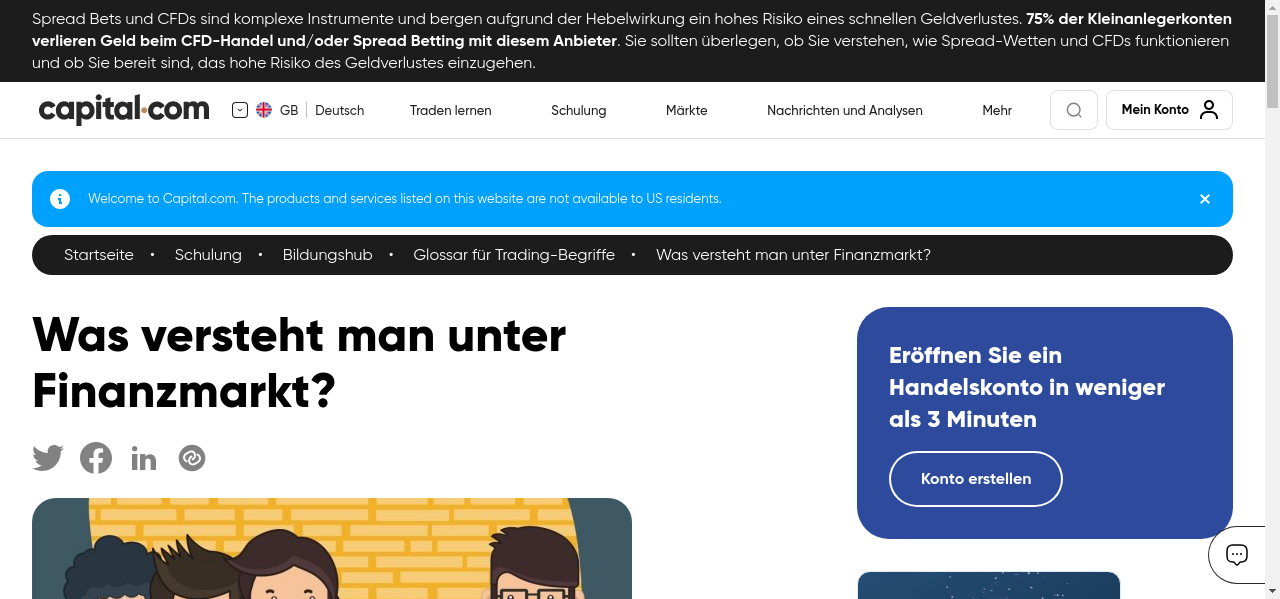 Spread Bets und CFDs sind komplexe Instrumente und bergen aufgrund der Hebelwirkung ein hohes Risiko eines schnellen Geldverlustes. 75% der Kleinanlegerkonten
verlieren Geld beim CFD-Handel und/oder Spread Betting mit diesem Anbieter. Sie sollten überlegen, ob Sie verstehen, wie Spread-Wetten und CFDs funktionieren
und ob Sie bereit sind, das hohe Risiko des Geldverlustes einzugehen.
capital.com GB Deutsch Traden lernen Schulung Märkte Nachrichten und Analysen Mehr Mein Konto
Welcome to Capital.com. The products and services listed on this website are not available to US residents.
Startseite • Schulung • Bildungshub • Glossar für Trading-Begriffe • Was versteht man unter Finanzmarkt?
Was versteht man unter
Finanzmarkt?
Eröffnen Sie ein
Handelskonto in weniger
als 3 Minuten
Konto erstellen